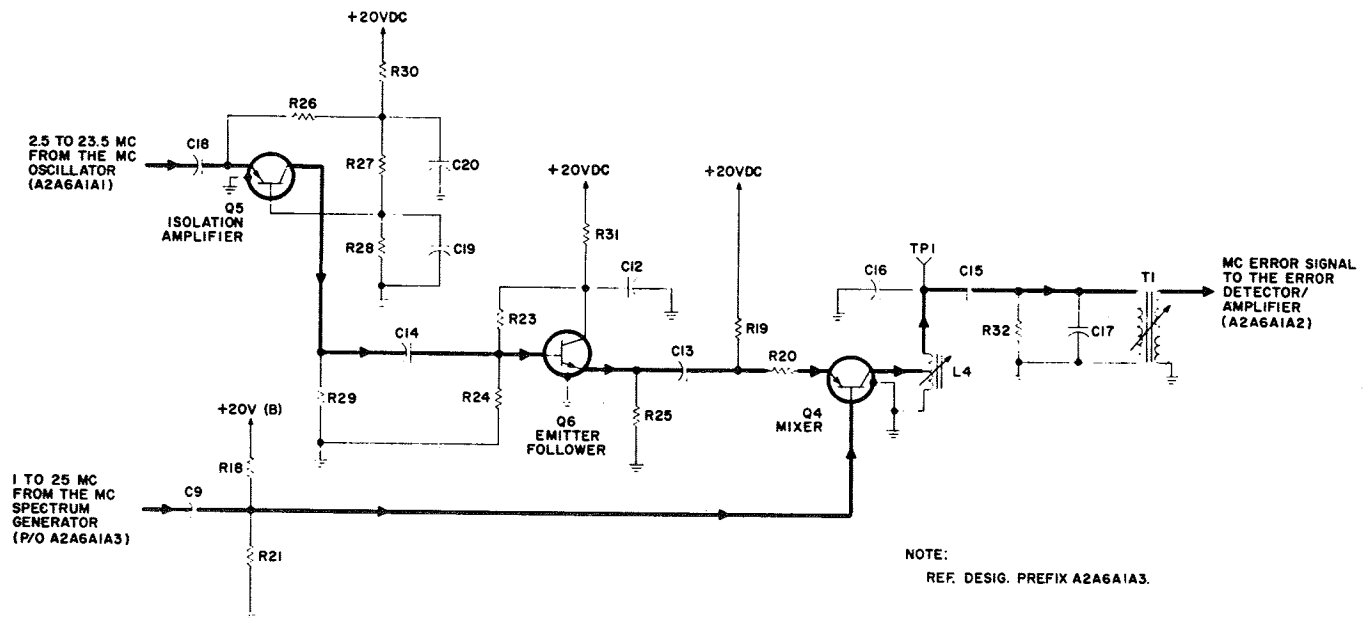 +20VDC
R30
R26
2.5 TO 23.5 MC
FROM THE MC
OSCILLATOR
(A2A6A1A1)
C18
R27
C20
+20VDC
+20VDC
Q5
ISOLATION
AMPLIFIER
R28
C19
R31
C12
TP1
C16
C15
T1
MC ERROR SIGNAL
TO THE ERROR
DETECTOR/
AMPLIFIER
(A2A6A1A2)
R23
R19
R32
C17
C14
C13
R20
L4
R29
R24
Q6
EMITTER
FOLLOWER
R25
Q4
MIXER
+20V (B)
R18
1 TO 25 MC
FROM THE MC
SPECTRUM
GENERATOR
(P/O A2A6A1A3)
C9
R21
NOTE:
REF. DESIG. PREFIX A2A6A1A3.